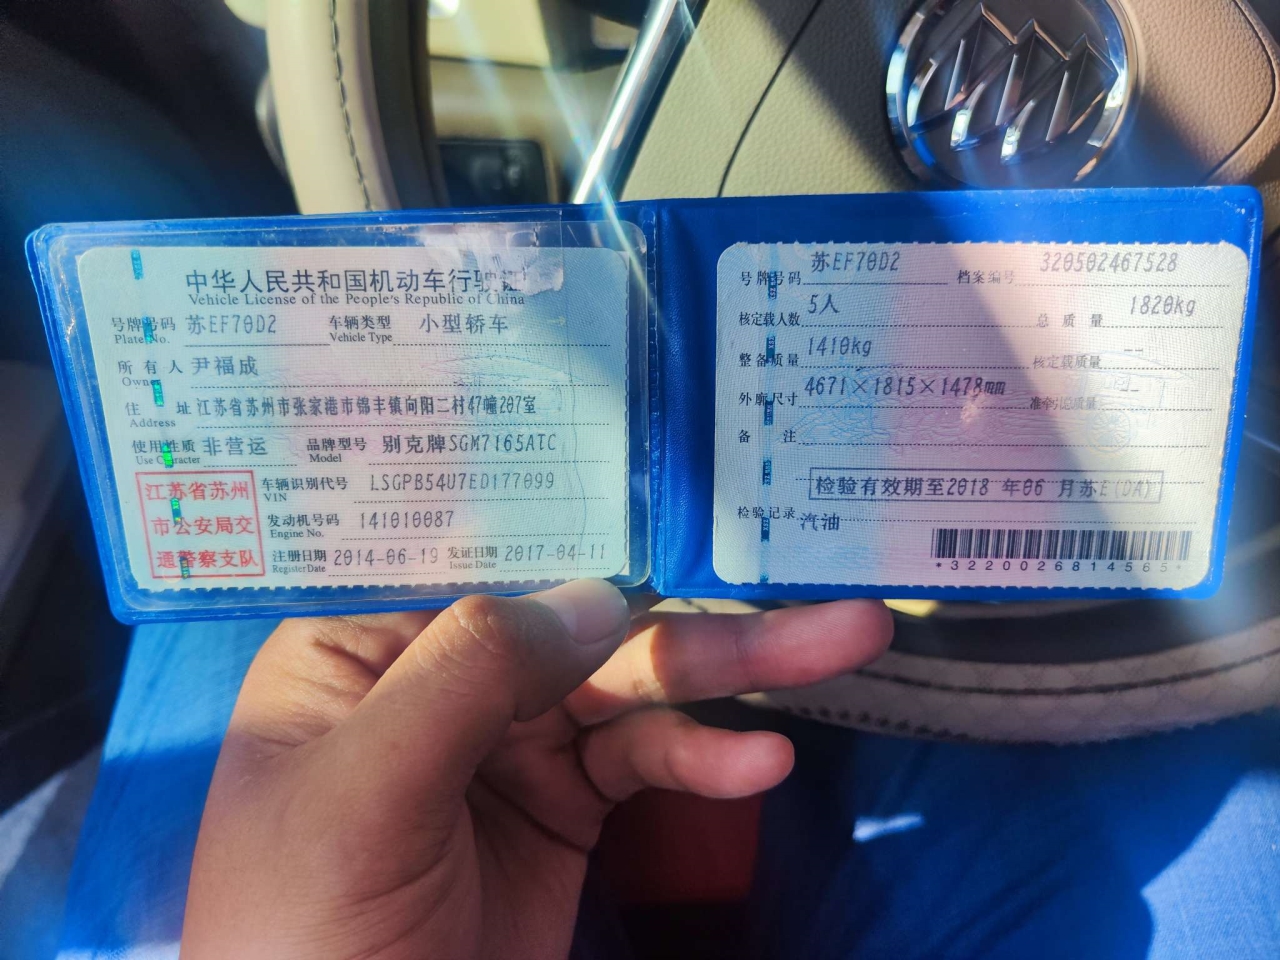 中华人民共和国机动车行驶证
Vehicle License of the People's Republic of China
号牌号码 苏EF70D2 车辆类型 小型轿车
Plate No. Vehicle Type
所有人 尹福成
Owner
住址 江苏省苏州市张家港市锦丰镇向阳二村47幢207室
Address
使用性质 非营运 品牌型号 别克牌SGM7165ATC
Use Character Model
江苏省苏州
市公安局交
通警察支队
车辆识别代号 LSGPB54U7ED177099
VIN
发动机号码 141010087
Engine No.
注册日期 2014-06-19 发证日期 2017-04-11
Register Date Issue Date
号牌号码 苏EF70D2 档案编号 320502467528
核定载人数 5人 总质量 1820kg
整备质量 1410kg 核定载质量 --
外廓尺寸 4671×1815×1478mm 准牵引总质量 --
备注
检验有效期至2018年06月苏E(DA)
检验记录 汽油
*3220026814565*